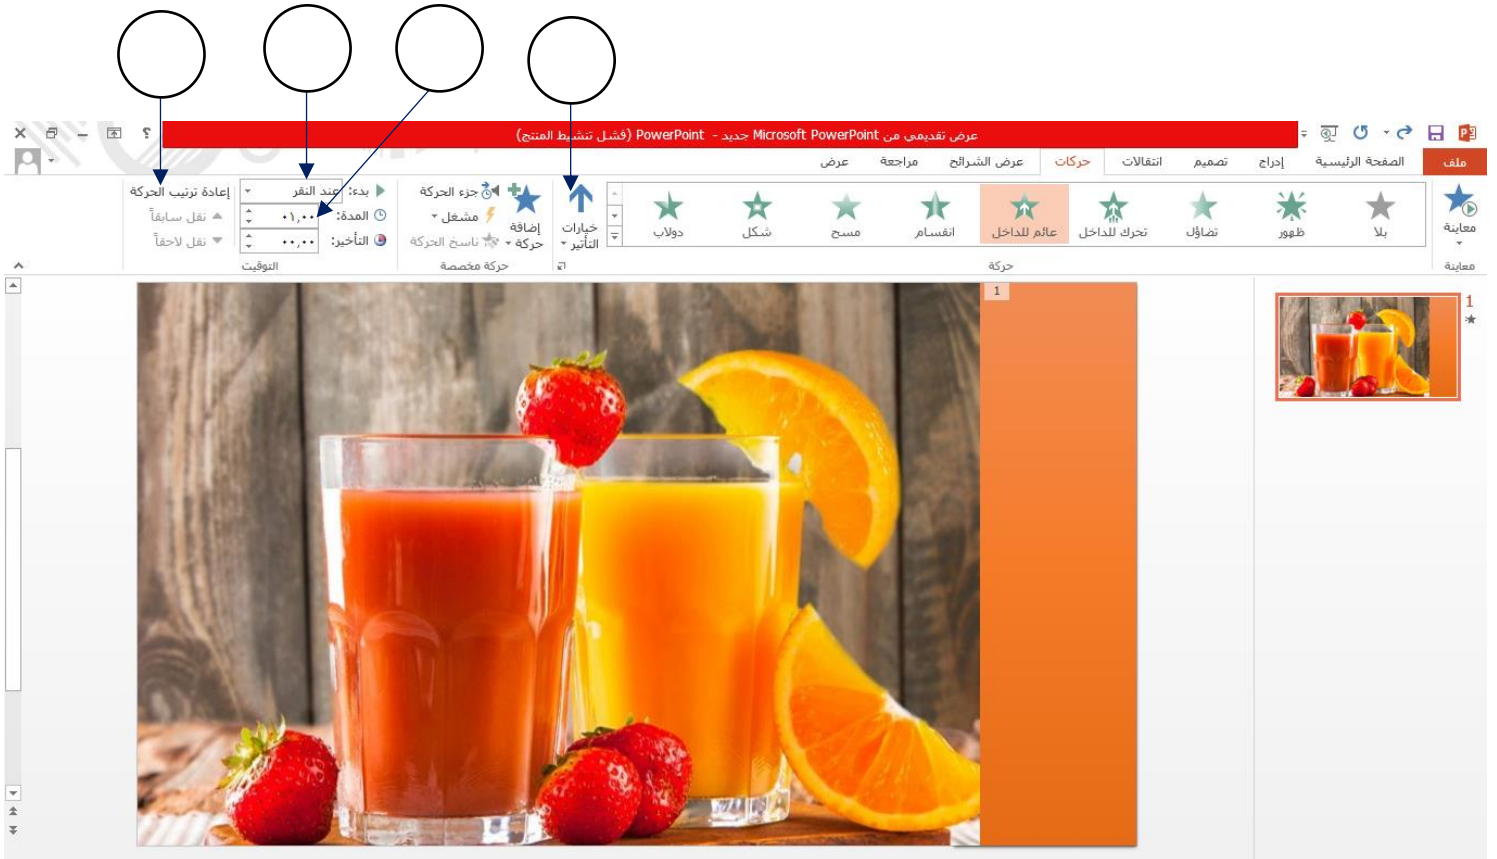 عرض تقديمي من Microsoft PowerPoint جديد - PowerPoint (فشل تنشيط المنتج)
?
ملف الصفحة الرئيسية إدراج تصميم انتقالات حركات عرض الشرائح مراجعة عرض
معاينة
بلا ظهور تضاؤل تحرك للداخل عائم للداخل انقسام مسح شكل دولاب
خيارات التأثير
إضافة حركة
جزء الحركة
مشغل
ناسخ الحركة
بدء: عند النقر
المدة: ٠١,٠٠
التأخير: ٠٠,٠٠
إعادة ترتيب الحركة
نقل سابقاً
نقل لاحقاً
معاينة حركة حركة مخصصة التوقيت
1
1